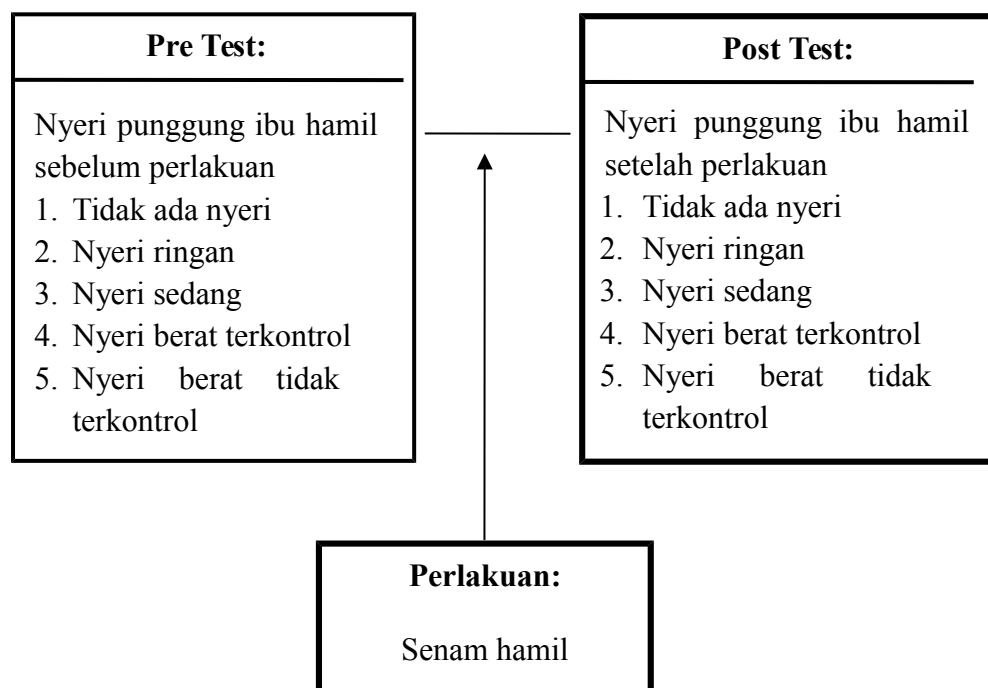 Pre Test:
Nyeri punggung ibu hamil
sebelum perlakuan
1. Tidak ada nyeri
2. Nyeri ringan
3. Nyeri sedang
4. Nyeri berat terkontrol
5. Nyeri berat tidak
terkontrol
Post Test:
Nyeri punggung ibu hamil
setelah perlakuan
1. Tidak ada nyeri
2. Nyeri ringan
3. Nyeri sedang
4. Nyeri berat terkontrol
5. Nyeri berat tidak
terkontrol
Perlakuan:
Senam hamil